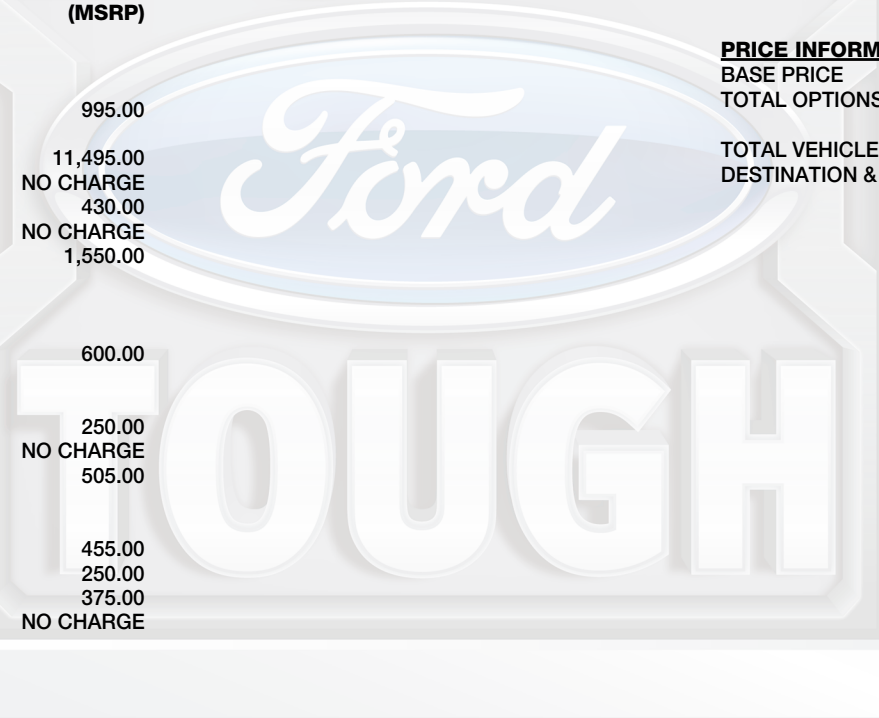 (MSRP)
995.00
11,495.00
NO CHARGE
430.00
NO CHARGE
1,550.00
600.00
250.00
NO CHARGE
505.00
455.00
250.00
375.00
NO CHARGE
PRICE INFORM
BASE PRICE
TOTAL OPTIONS
TOTAL VEHICLE
DESTINATION &
Ford
TOUGH